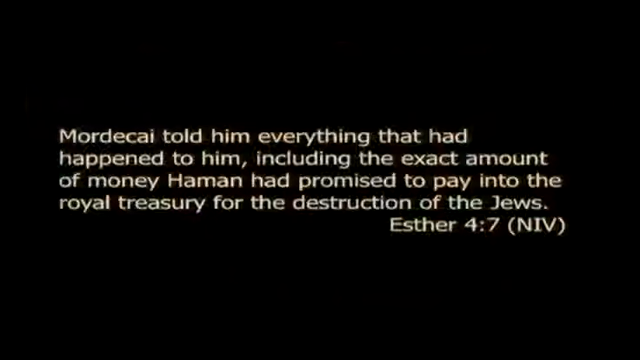 Mordecai told him everything that had
happened to him, including the exact amount
of money Haman had promised to pay into the
royal treasury for the destruction of the Jews.
Esther 4:7 (NIV)